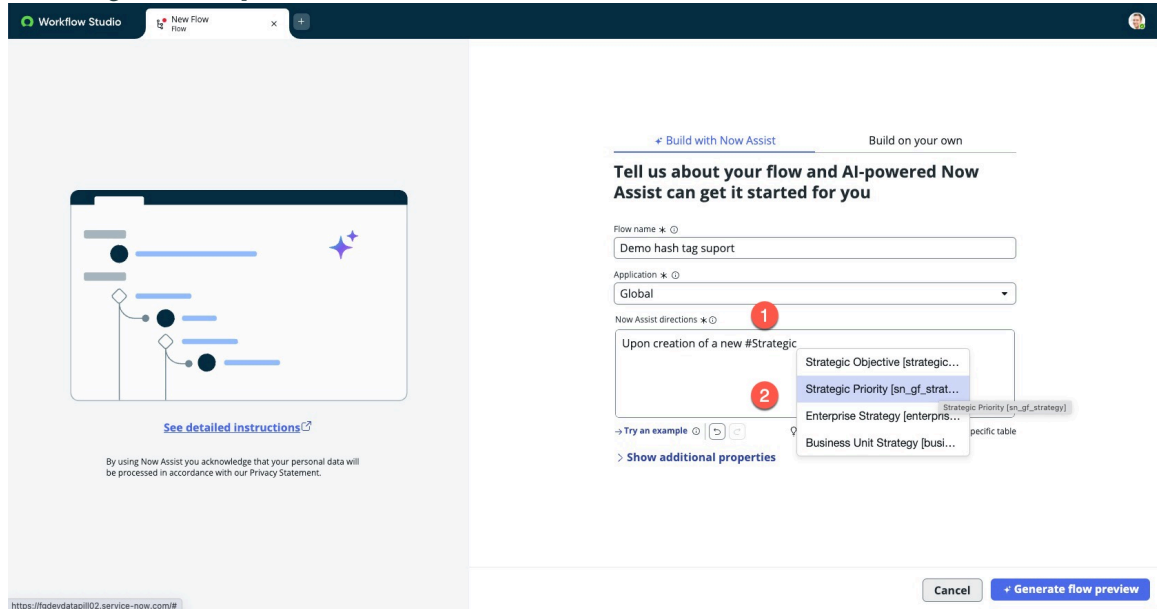 Workflow Studio
New Flow
Flow
Build with Now Assist
Build on your own
Tell us about your flow and AI-powered Now
Assist can get it started for you
Flow name
Demo hash tag suport
Application
Global
1
Now Assist directions
Upon creation of a new #Strategic
Strategic Objective [strategic...
2
Strategic Priority [sn_gf_strat...
Strategic Priority [sn_gf_strategy]
Enterprise Strategy [enterpris...
Try an example
pecific table
Business Unit Strategy [busi...
Show additional properties
See detailed instructions
By using Now Assist you acknowledge that your personal data will
be processed in accordance with our Privacy Statement.
Cancel
Generate flow preview
https://fgdevdatapill02.service-now.com/#